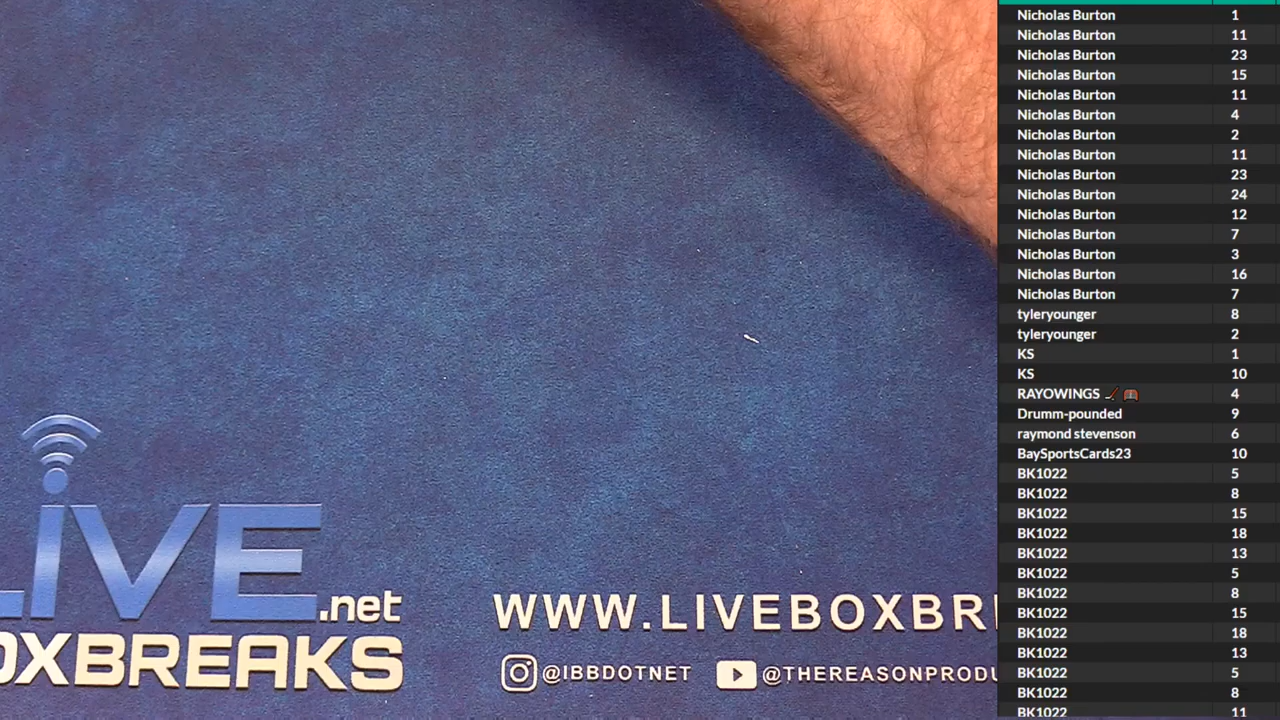 Nicholas Burton 1
Nicholas Burton 11
Nicholas Burton 23
Nicholas Burton 15
Nicholas Burton 11
Nicholas Burton 4
Nicholas Burton 2
Nicholas Burton 11
Nicholas Burton 23
Nicholas Burton 24
Nicholas Burton 12
Nicholas Burton 7
Nicholas Burton 3
Nicholas Burton 16
Nicholas Burton 7
tyleryounger 8
tyleryounger 2
KS 1
KS 10
RAYOWINGS 🏒 🥅 4
Drumm-pounded 9
raymond stevenson 6
BaySportsCards23 10
BK1022 5
BK1022 8
BK1022 15
BK1022 18
BK1022 13
BK1022 5
BK1022 8
BK1022 15
BK1022 18
BK1022 13
BK1022 5
BK1022 8
BK1022 11
LIVE.net
OXBREAKS
WWW.LIVEBOXBR
@IBBDOTNET @THEREASONPRODU